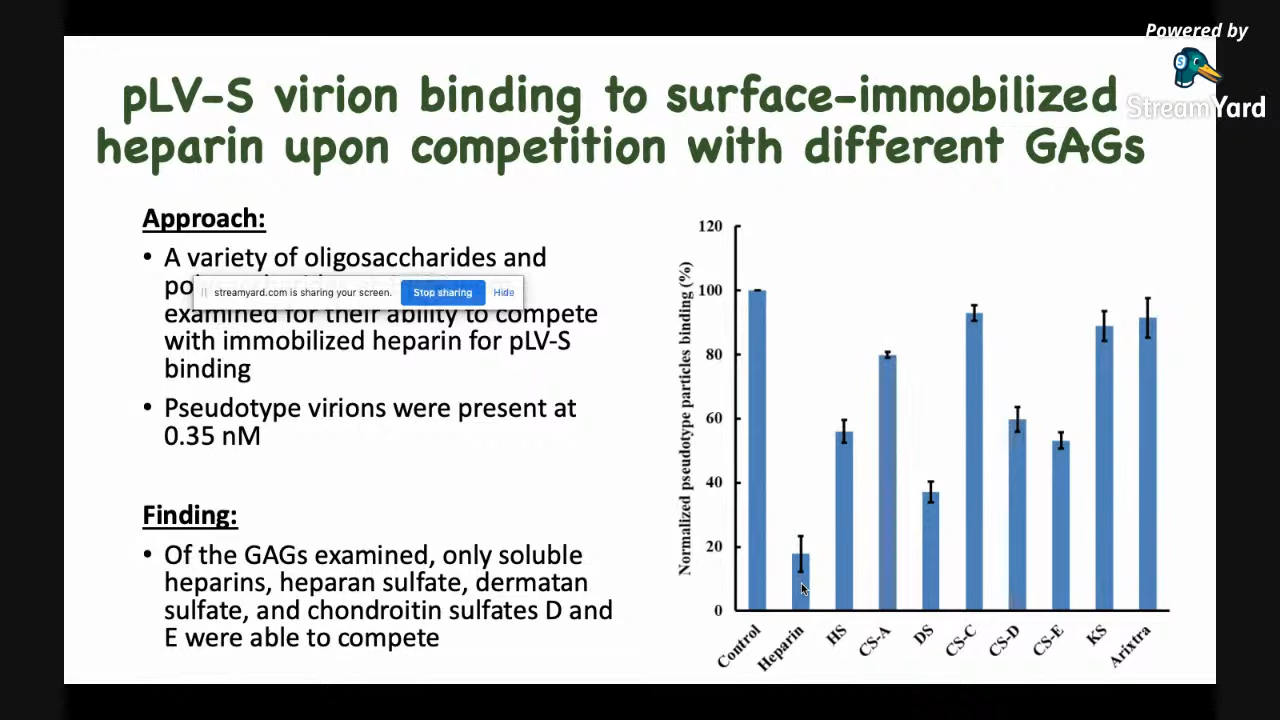 Powered by
StreamYard
pLV-S virion binding to surface-immobilized
heparin upon competition with different GAGs
Approach:
• A variety of oligosaccharides and
streamyard.com is sharing your screen. Stop sharing Hide
examined for their ability to compete
with immobilized heparin for pLV-S
binding
• Pseudotype virions were present at
0.35 nM
Finding:
• Of the GAGs examined, only soluble
heparins, heparan sulfate, dermatan
sulfate, and chondroitin sulfates D and
E were able to compete
Normalized pseudotype particles binding (%)
120
100
80
60
40
20
0
Control
Heparin
HS
CS-A
DS
CS-C
CS-D
CS-E
KS
Arixtra